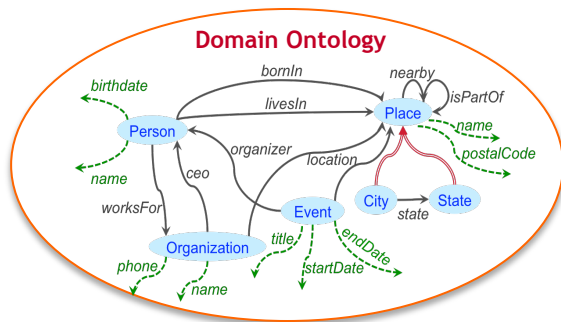 Domain Ontology
bornIn
nearby
birthdate
isPartOf
livesIn
Place
Person
name
organizer
location
postalCode
ceo
name
worksFor
City
State
state
Event
Organization
title
endDate
phone
startDate
name